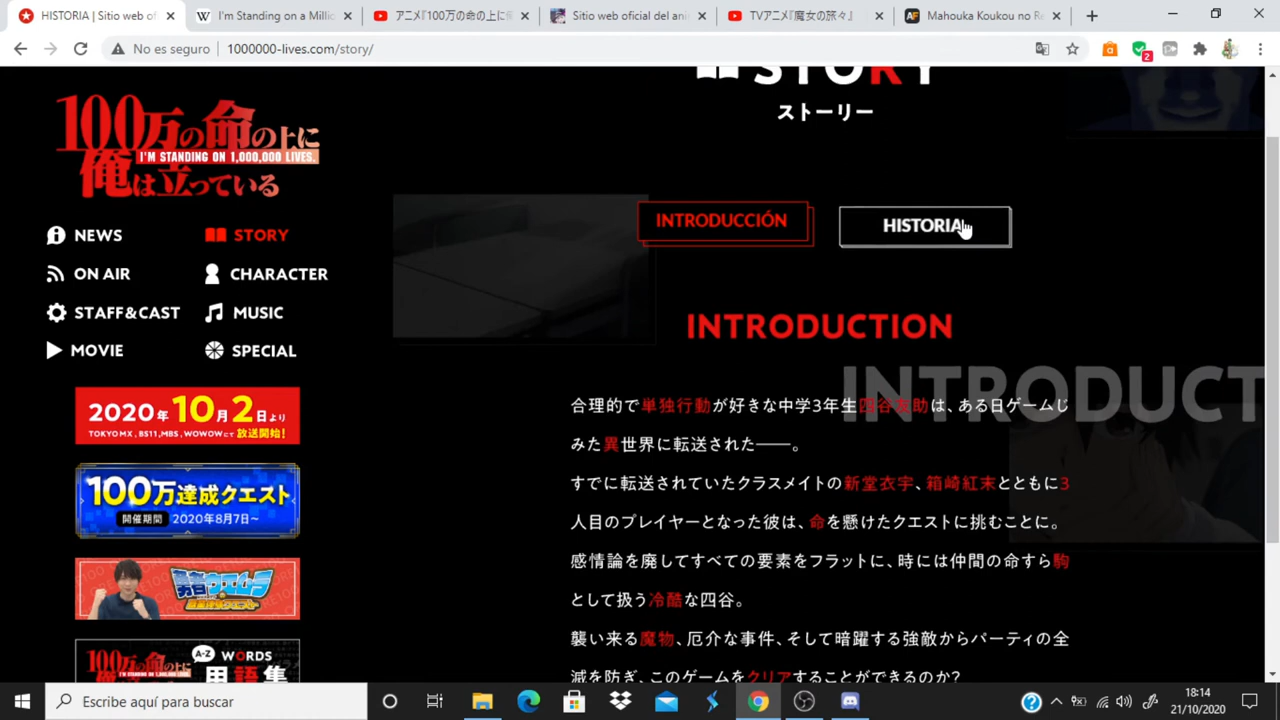 HISTORIA | Sitio web of
I'm Standing on a Millic
アニメ『100万の命の上に俺
Sitio web oficial del anir
TVアニメ『魔女の旅々』
Mahouka Koukou no Re
No es seguro
1000000-lives.com/story/
STORY
ストーリー
100万の命の上に
I'M STANDING ON 1,000,000 LIVES.
俺は立っている
INTRODUCCIÓN
HISTORIA
NEWS
STORY
ON AIR
CHARACTER
STAFF&CAST
MUSIC
MOVIE
SPECIAL
INTRODUCTION
INTRODUCT
2020年10月2日より
TOKYO MX, BS11, MBS, WOWOWにて放送開始!
合理的で単独行動が好きな中学3年生四谷友助は、ある日ゲームじ
みた異世界に転送された——。
すでに転送されていたクラスメイトの新堂衣宇、箱崎紅末とともに3
人目のプレイヤーとなった彼は、命を懸けたクエストに挑むことに。
感情論を廃してすべての要素をフラットに、時には仲間の命すら駒
として扱う冷酷な四谷。
襲い来る魔物、厄介な事件、そして暗躍する強敵からパーティの全
滅を防ぎ、このゲームをクリアすることができるのか?
100万達成クエスト
開催期間 2020年8月7日~
勇者ウエムラ
A-Z WORDS
用語集
Escribe aquí para buscar
18:14
21/10/2020